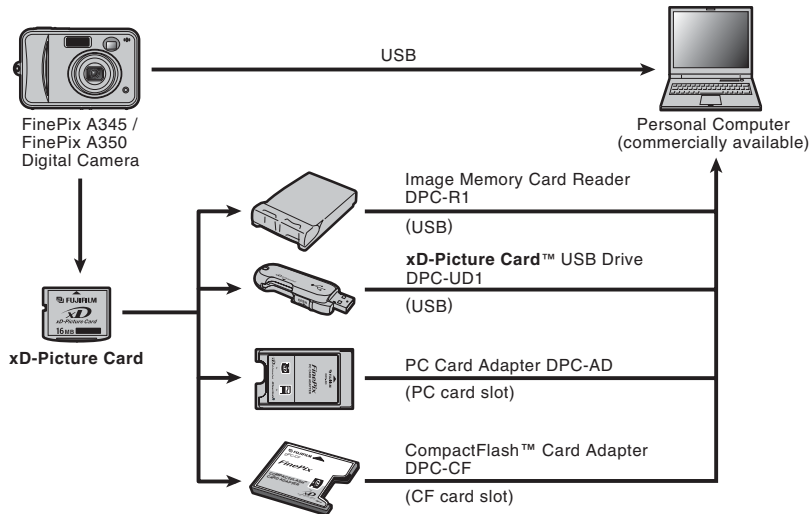 USB
FinePix A345 /
FinePix A350
Digital Camera
Personal Computer
(commercially available)
Image Memory Card Reader
DPC-R1
(USB)
xD-Picture Card™ USB Drive
DPC-UD1
(USB)
FUJIFILM
xD
xD-Picture Card
16MB
xD-Picture Card
PC Card Adapter DPC-AD
(PC card slot)
FinePix
CompactFlash™ Card Adapter
DPC-CF
(CF card slot)
FUJIFILM
FinePix
xD